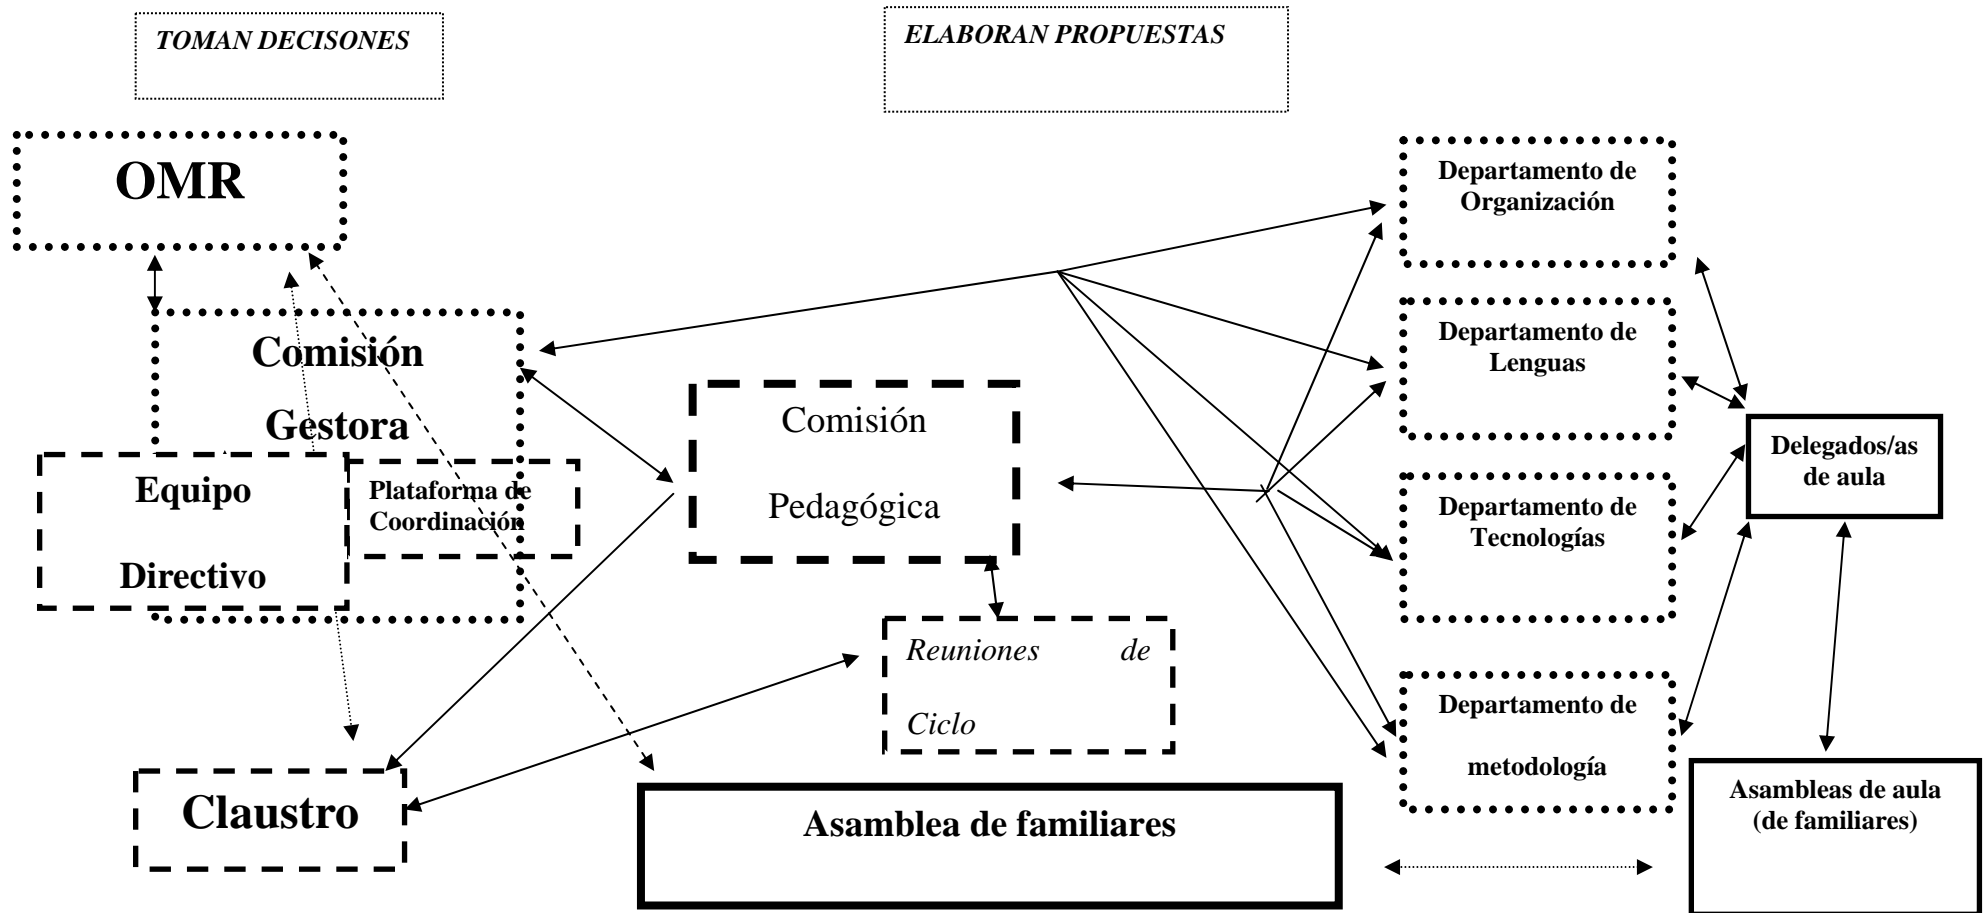 TOMAN DECISONES
ELABORAN PROPUESTAS
OMR
Comisión
Gestora
Equipo
Directivo
Plataforma de
Coordinación
Claustro
Comisión
Pedagógica
Reuniones de
Ciclo
Asamblea de familiares
Departamento de
Organización
Departamento de
Lenguas
Departamento de
Tecnologías
Departamento de
metodología
Delegados/as
de aula
Asambleas de aula
(de familiares)